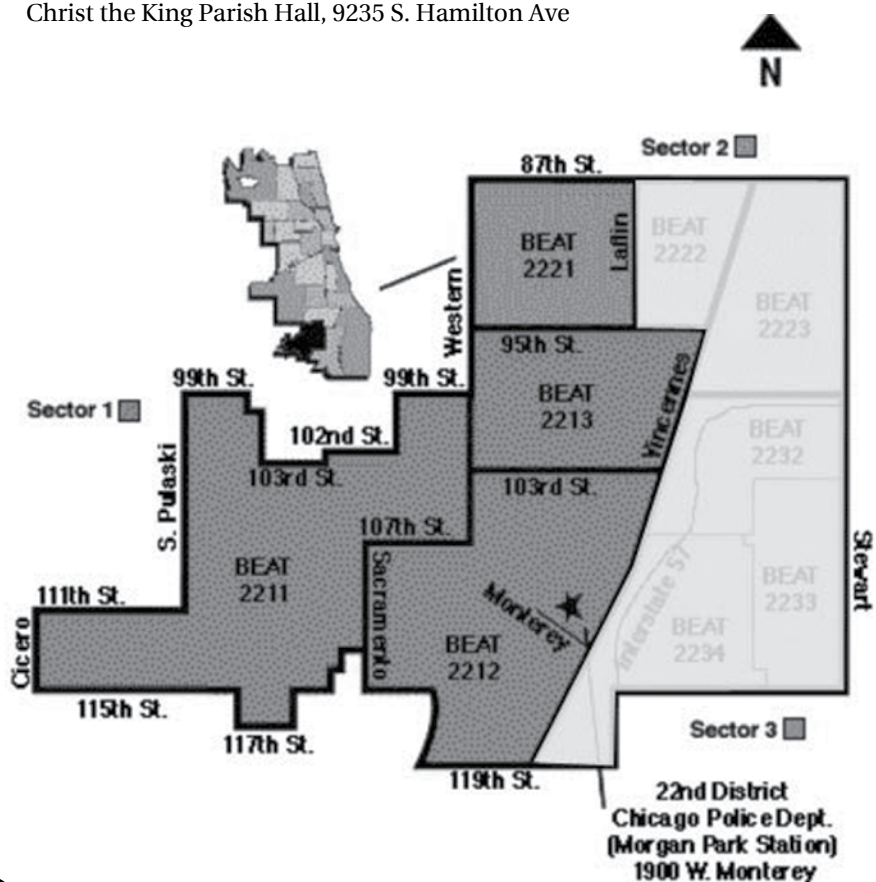 Christ the King Parish Hall, 9235 S. Hamilton Ave
N
Sector 2
87th St.
BEAT
2221
Laflin
BEAT
2222
BEAT
2223
Western
95th St.
99th St.
99th St.
Sector 1
BEAT
2213
Vincennes
102nd St.
103rd St.
BEAT
2232
S. Pulaski
103rd St.
107th St.
BEAT
2211
Sacramento
Stewart
111th St.
Monterey
Interstate 57
BEAT
2233
Cicero
BEAT
2212
BEAT
2234
115th St.
117th St.
Sector 3
119th St.
22nd District
Chicago Police Dept.
(Morgan Park Station)
1900 W. Monterey